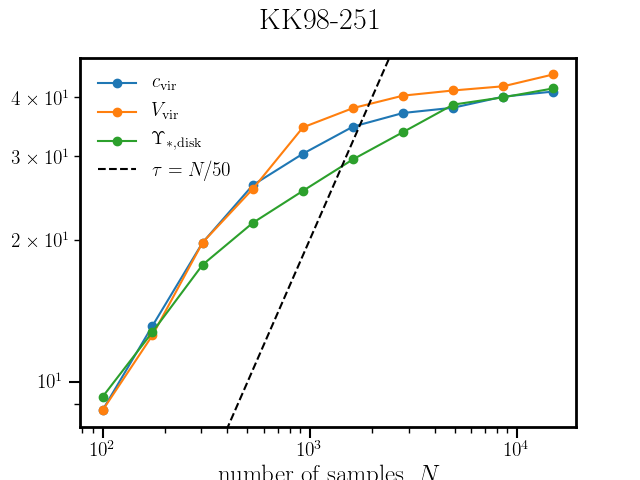 KK98-251
c_vir
V_vir
Υ_{*,disk}
τ = N/50
4 × 10^1
3 × 10^1
2 × 10^1
10^1
10^2
10^3
10^4
number of samples, N